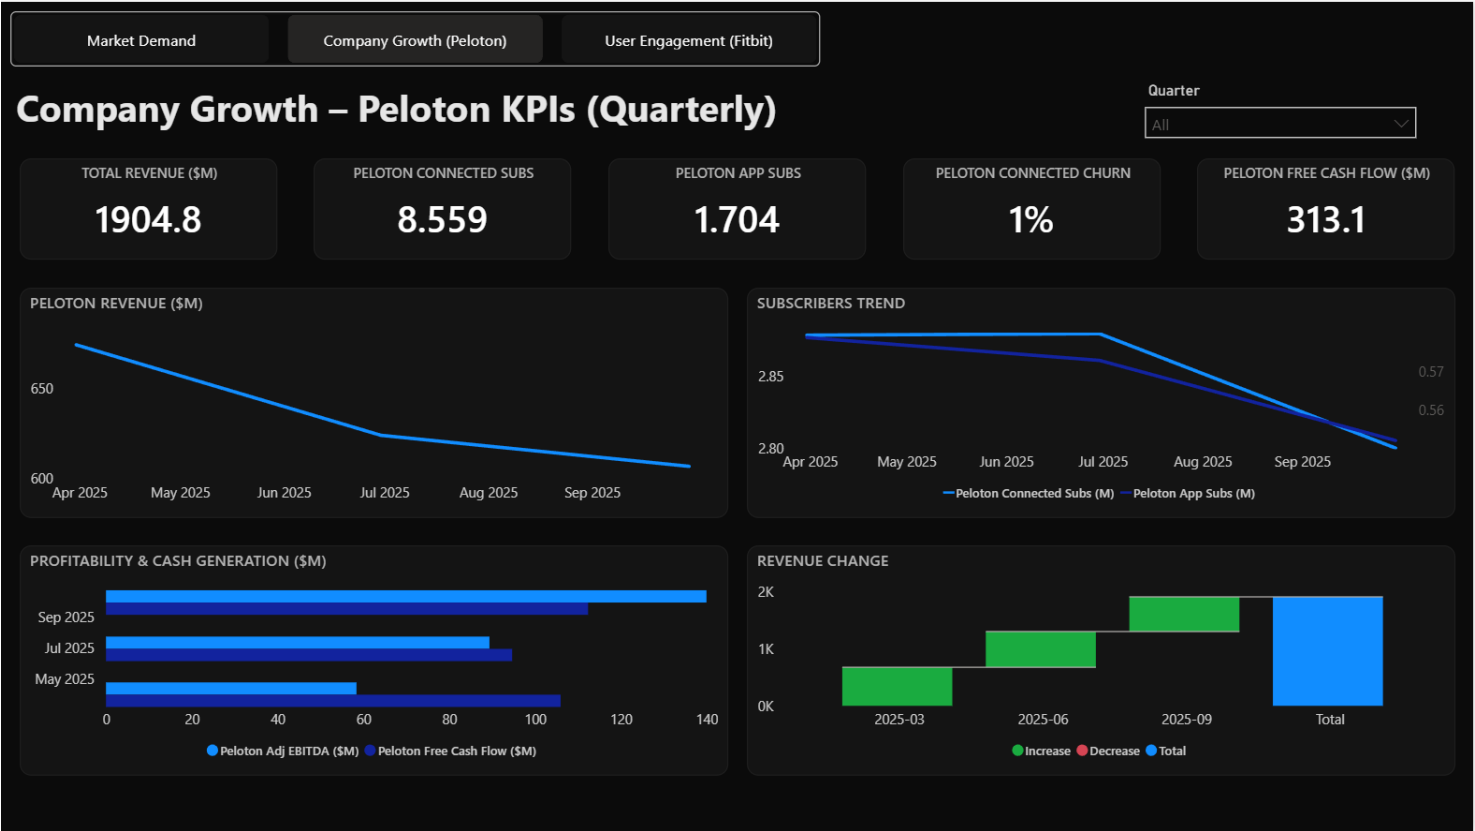 Market Demand
Company Growth (Peloton)
User Engagement (Fitbit)
Company Growth – Peloton KPIs (Quarterly)
Quarter
All
TOTAL REVENUE ($M)
1904.8
PELOTON CONNECTED SUBS
8.559
PELOTON APP SUBS
1.704
PELOTON CONNECTED CHURN
1%
PELOTON FREE CASH FLOW ($M)
313.1
PELOTON REVENUE ($M)
650
600
Apr 2025 May 2025 Jun 2025 Jul 2025 Aug 2025 Sep 2025
SUBSCRIBERS TREND
2.85
2.80
0.57
0.56
Apr 2025 May 2025 Jun 2025 Jul 2025 Aug 2025 Sep 2025
Peloton Connected Subs (M) Peloton App Subs (M)
PROFITABILITY & CASH GENERATION ($M)
Sep 2025
Jul 2025
May 2025
0 20 40 60 80 100 120 140
Peloton Adj EBITDA ($M) Peloton Free Cash Flow ($M)
REVENUE CHANGE
2K
1K
0K
2025-03 2025-06 2025-09 Total
Increase Decrease Total